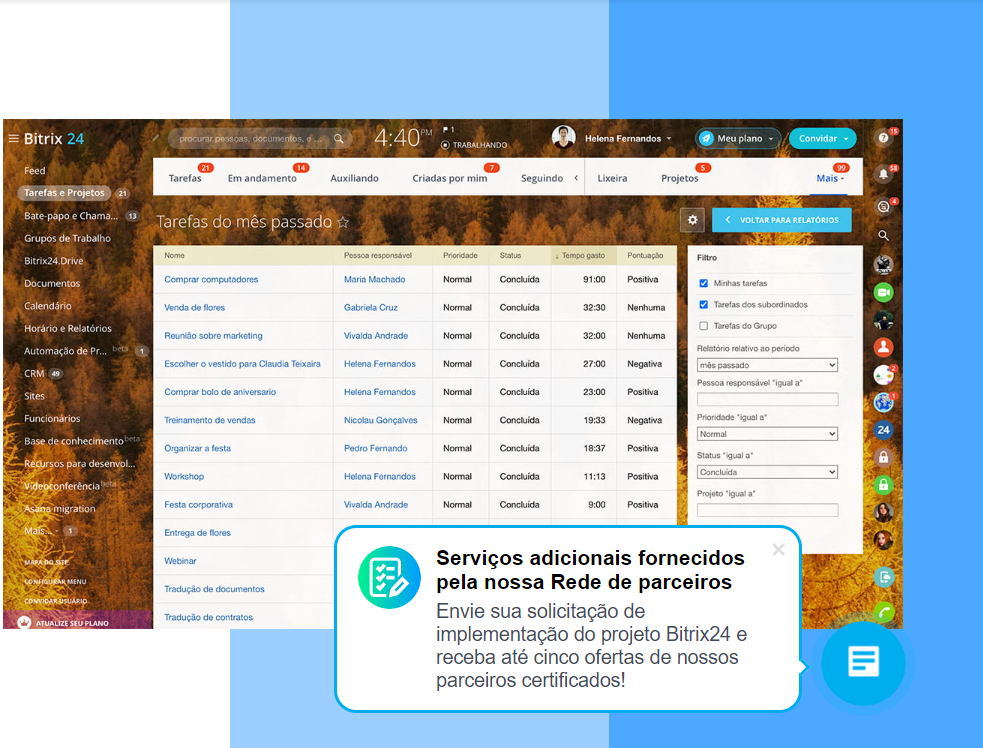 Bitrix 24
procurar pessoas, documentos, e ...
4:40 PM
1
TRABALHANDO
Helena Fernandos
Meu plano
Convidar
15
Feed
Tarefas e Projetos 21
Bate-papo e Chama... 13
Grupos de Trabalho
Bitrix24.Drive
Documentos
Calendário
Horário e Relatórios
Automação de Pr... beta 1
CRM 49
Sites
Funcionários
Base de conhecimento beta
Recursos para desenvol...
Videoconferência beta
Asana migration
Mais... 1
MAPA DO SITE
CONFIGURAR MENU
CONVIDAR USUÁRIO
ATUALIZE SEU PLANO
Tarefas 21
Em andamento 14
Auxiliando
Criadas por mim 7
Seguindo
Lixeira
Projetos 5
Mais 99
Tarefas do mês passado
VOLTAR PARA RELATÓRIOS
Nome Pessoa responsável Prioridade Status ↓ Tempo gasto Pontuação
Comprar computadores Maria Machado Normal Concluída 91:00 Positiva
Venda de flores Gabriela Cruz Normal Concluída 32:30 Nenhuma
Reunião sobre marketing Vivalda Andrade Normal Concluída 32:00 Nenhuma
Escolher o vestido para Claudia Teixaira Helena Fernandos Normal Concluída 27:00 Negativa
Comprar bolo de aniversario Helena Fernandos Normal Concluída 23:00 Positiva
Treinamento de vendas Nicolau Gonçalves Normal Concluída 19:33 Negativa
Organizar a festa Pedro Fernando Normal Concluída 18:37 Positiva
Workshop Helena Fernandos Normal Concluída 11:13 Positiva
Festa corporativa Vivalda Andrade Normal Concluída 9:00 Positiva
Entrega de flores
Webinar
Tradução de documentos
Tradução de contratos
Filtro
Minhas tarefas
Tarefas dos subordinados
Tarefas do Grupo
Relatório relativo ao período
mês passado
Pessoa responsável "igual a"
Prioridade "igual a"
Normal
Status "igual a"
Concluída
Projeto "igual a"
58
4
2
1
24
Serviços adicionais fornecidos
pela nossa Rede de parceiros
Envie sua solicitação de
implementação do projeto Bitrix24 e
receba até cinco ofertas de nossos
parceiros certificados!